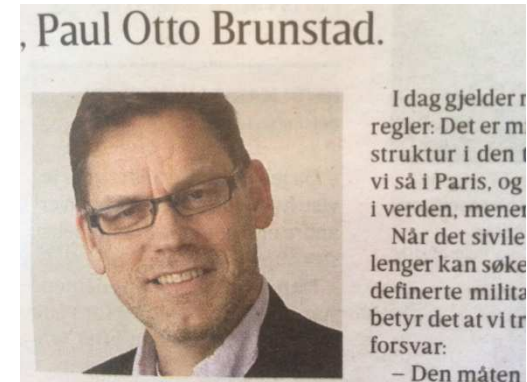 , Paul Otto Brunstad.
I dag gjelder
regler: Det er
struktur i den
vi så i Paris, og
i verden, mener
Når det sivile
lenger kan søke
definerte
betyr det at vi
forsvar:
– Den måten